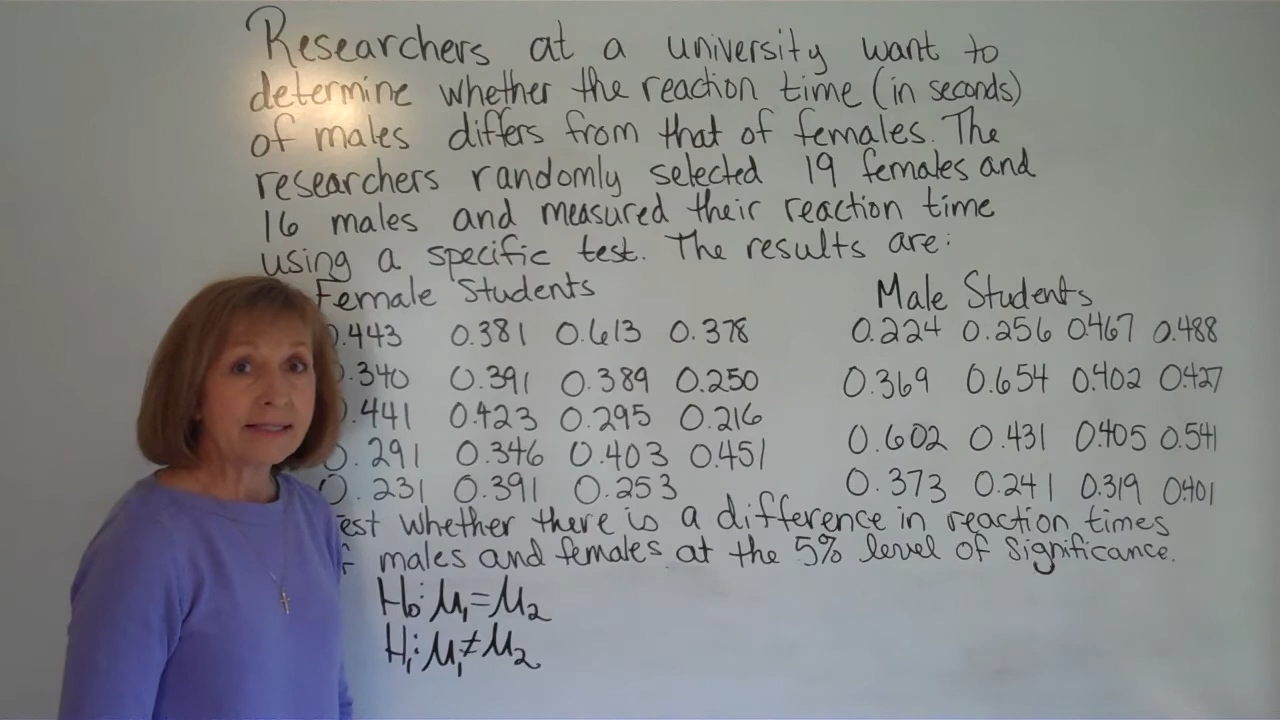 Researchers at a university want to
determine whether the reaction time (in seconds)
of males differs from that of females. The
researchers randomly selected 19 females and
16 males and measured their reaction time
using a specific test. The results are:
Female Students
.443 0.381 0.613 0.378
.340 0.391 0.389 0.250
.441 0.423 0.295 0.216
0.291 0.346 0.403 0.451
0.231 0.391 0.253
Male Students
0.224 0.256 0.467 0.488
0.369 0.654 0.402 0.427
0.602 0.431 0.405 0.541
0.373 0.241 0.319 0.401
est whether there is a difference in reaction times
males and females at the 5% level of significance.
H₀: μ₁=μ₂
H₁: μ₁≠μ₂